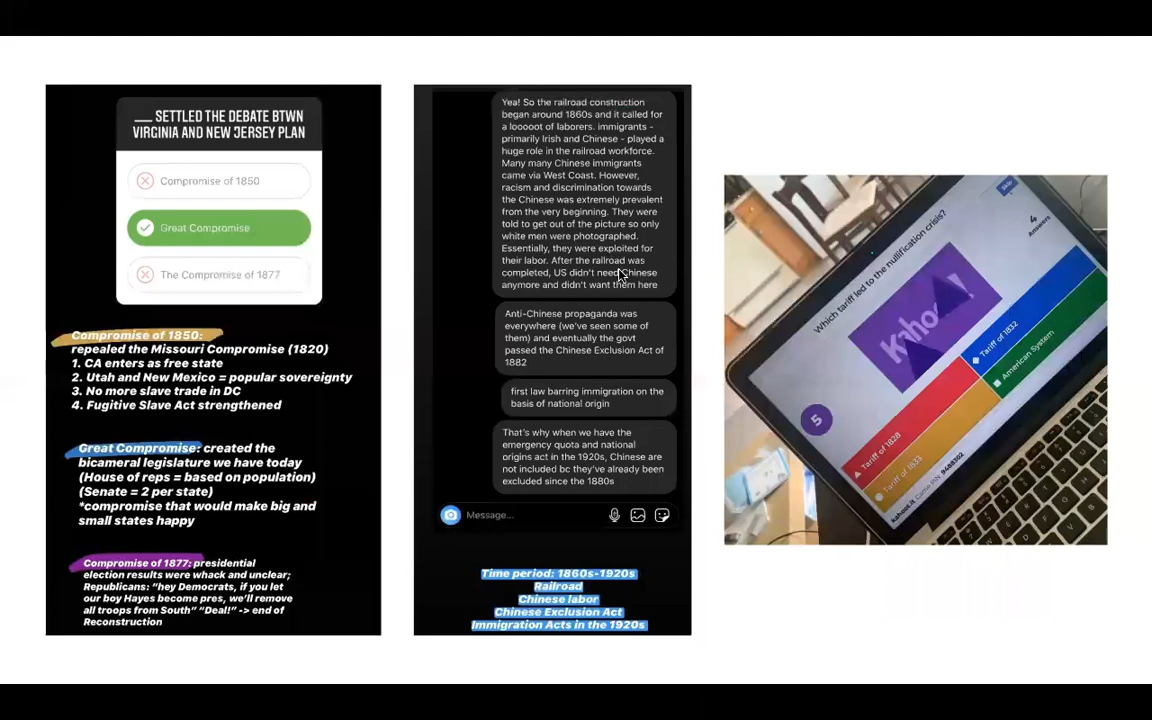 ___ SETTLED THE DEBATE BTWN
VIRGINIA AND NEW JERSEY PLAN
Compromise of 1850
Great Compromise
The Compromise of 1877
Compromise of 1850:
repealed the Missouri Compromise (1820)
1. CA enters as free state
2. Utah and New Mexico = popular sovereignty
3. No more slave trade in DC
4. Fugitive Slave Act strengthened
Great Compromise: created the
bicameral legislature we have today
(House of reps = based on population)
(Senate = 2 per state)
*compromise that would make big and
small states happy
Compromise of 1877: presidential
election results were whack and unclear;
Republicans: "hey Democrats, if you let
our boy Hayes become pres, we'll remove
all troops from South" "Deal!" -> end of
Reconstruction
Yea! So the railroad construction
began around 1860s and it called for
a looooot of laborers. immigrants -
primarily Irish and Chinese - played a
huge role in the railroad workforce.
Many many Chinese immigrants
came via West Coast. However,
racism and discrimination towards
the Chinese was extremely prevalent
from the very beginning. They were
told to get out of the picture so only
white men were photographed.
Essentially, they were exploited for
their labor. After the railroad was
completed, US didn't need Chinese
anymore and didn't want them here
Anti-Chinese propaganda was
everywhere (we've seen some of
them) and eventually the govt
passed the Chinese Exclusion Act of
1882
first law barring immigration on the
basis of national origin
That's why when we have the
emergency quota and national
origins act in the 1920s, Chinese are
not included bc they've already been
excluded since the 1880s
Message...
Time period: 1860s-1920s
Railroad
Chinese labor
Chinese Exclusion Act
Immigration Acts in the 1920s
Which tariff led to the nullification crisis?
Skip
4
Answers
Kahoot!
5
Tariff of 1828
Tariff of 1832
Tariff of 1833
American System
kahoot.it Game PIN: 9488302